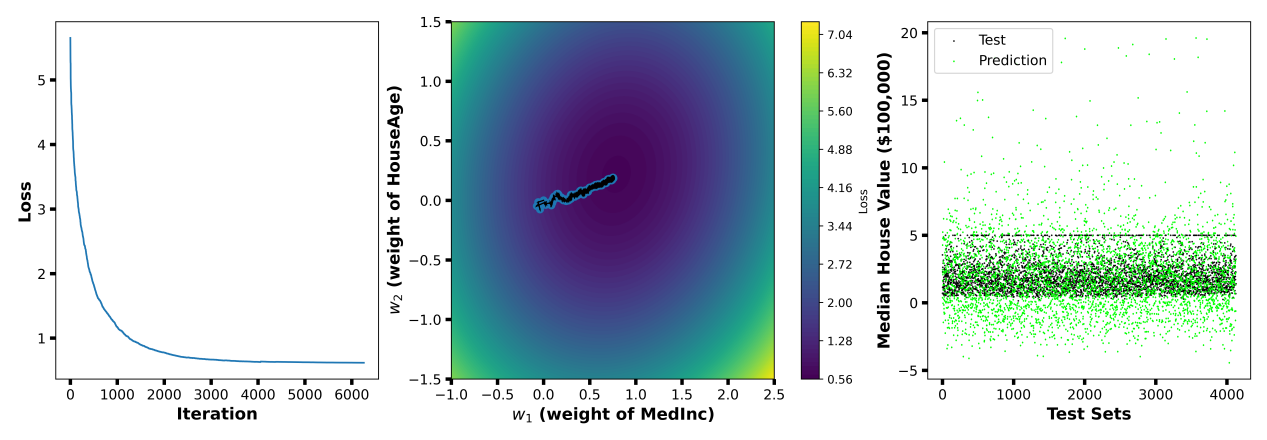 Loss
5
4
3
2
1
0 1000 2000 3000 4000 5000 6000
Iteration
w₂ (weight of HouseAge)
1.5
1.0
0.5
0.0
−0.5
−1.0
−1.5
−1.0 −0.5 0.0 0.5 1.0 1.5 2.0 2.5
w₁ (weight of MedInc)
7.04
6.32
5.60
4.88
4.16
3.44
2.72
2.00
1.28
0.56
Loss
Median House Value ($100,000)
20
15
10
5
0
−5
Test
Prediction
0 1000 2000 3000 4000
Test Sets